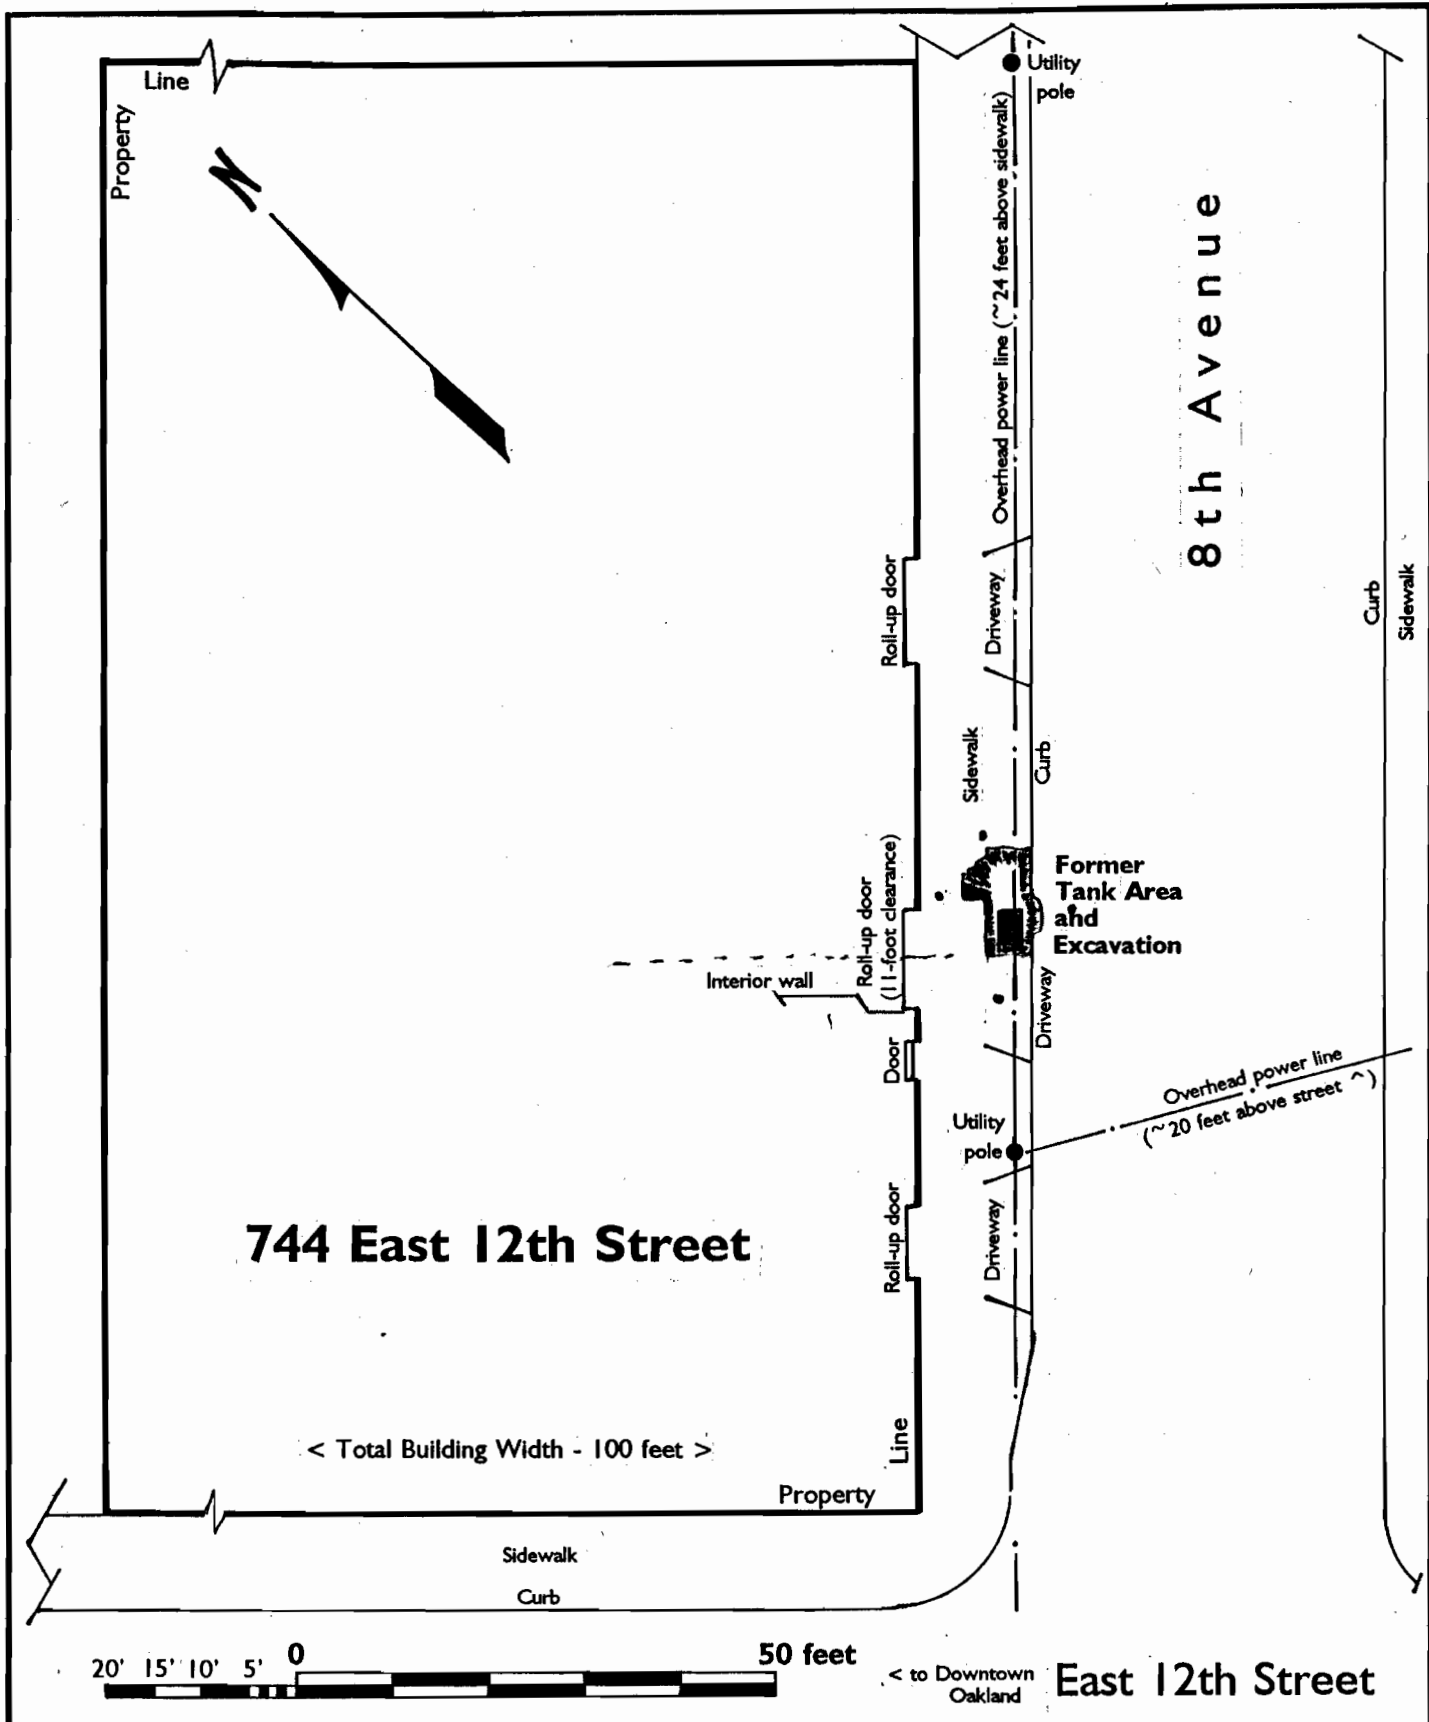 Line
Property
N
Utility
pole
Overhead power line (~24 feet above sidewalk)
8th Avenue
Roll-up door
Driveway
Curb
Sidewalk
Sidewalk
Curb
Roll-up door
(11-foot clearance)
Former
Tank Area
and
Excavation
Interior wall
Driveway
Door
Overhead power line
(~20 feet above street ^)
Utility
pole
Roll-up door
Driveway
744 East 12th Street
< Total Building Width - 100 feet >
Line
Property
Sidewalk
Curb
20' 15' 10' 5' 0 50 feet
< to Downtown
Oakland
East 12th Street